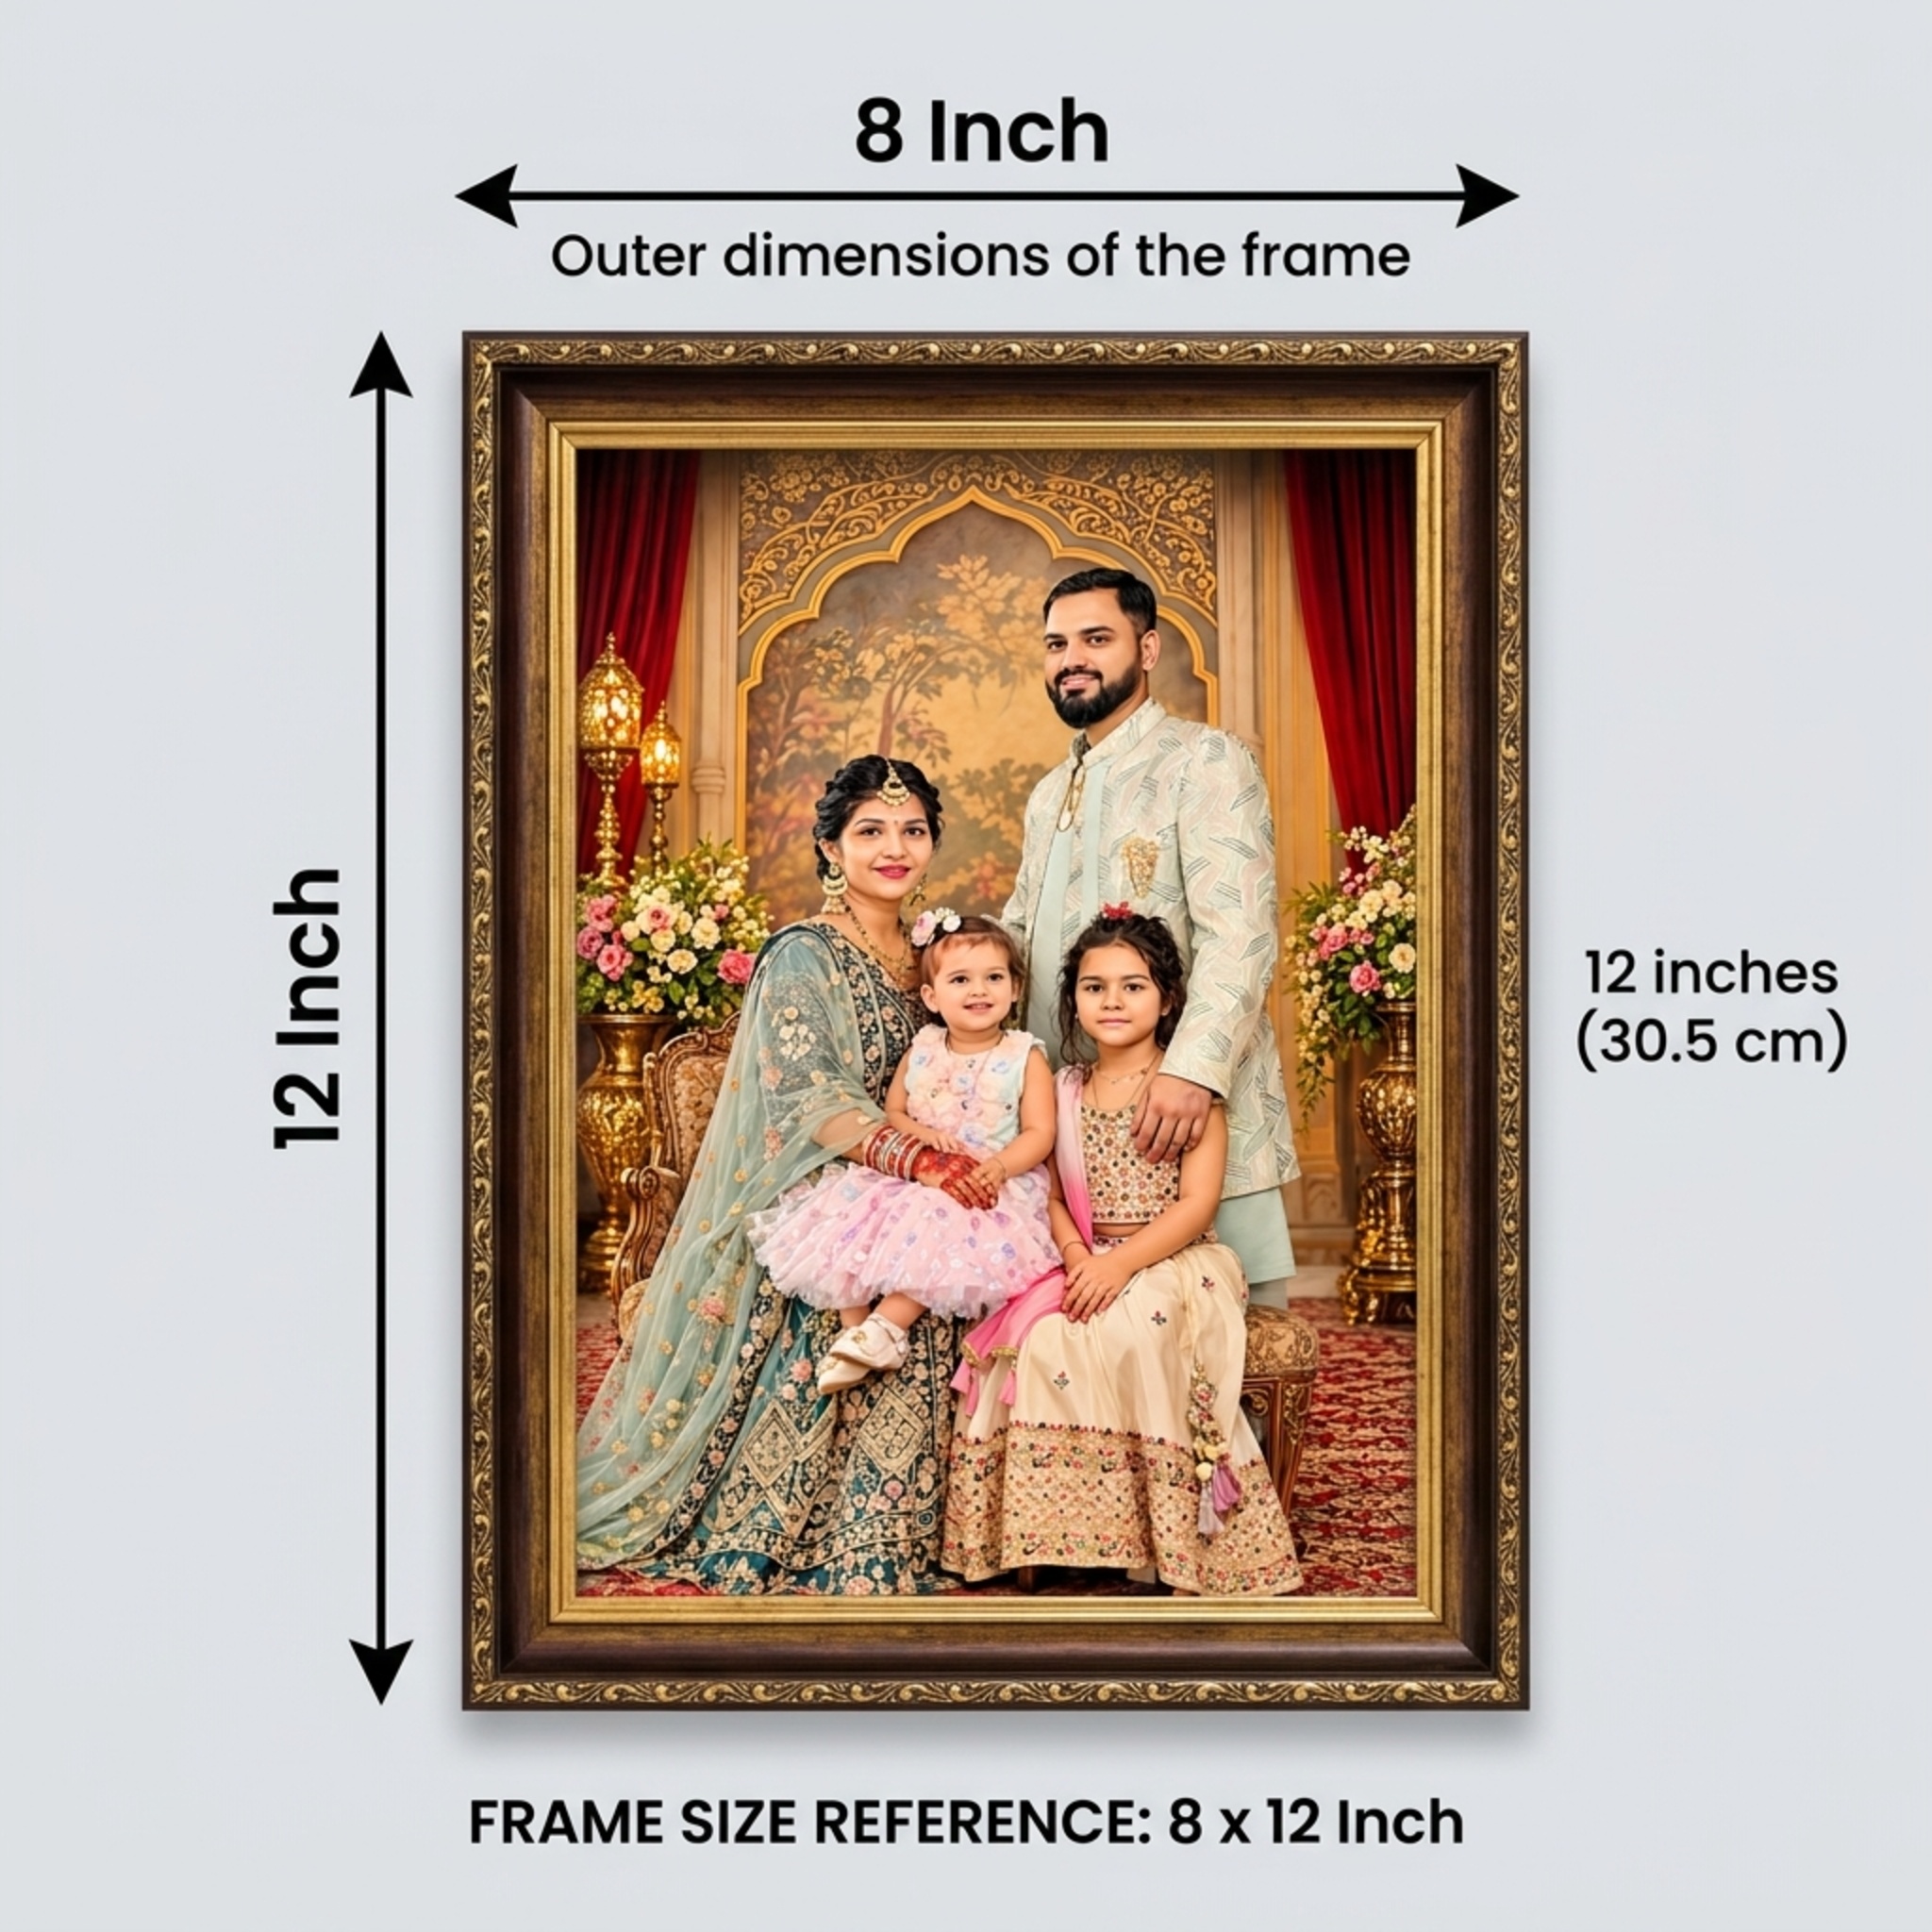 8 Inch
Outer dimensions of the frame
12 Inch
12 inches
(30.5 cm)
FRAME SIZE REFERENCE: 8 x 12 Inch